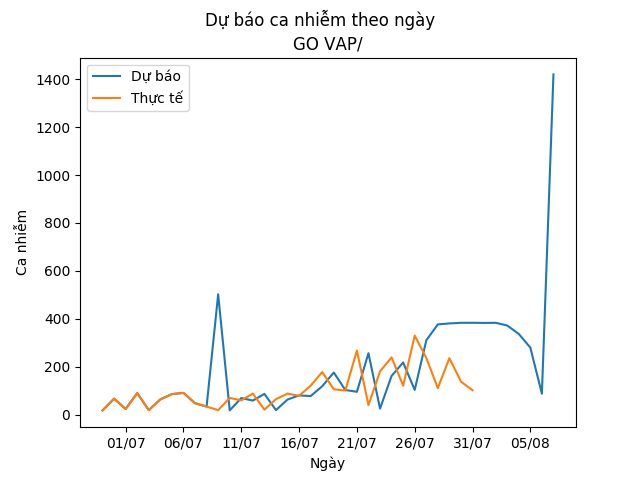 Dự báo ca nhiễm theo ngày
GO VAP/
Dự báo
Thực tế
1400
1200
1000
800
600
400
200
0
Ca nhiễm
01/07
06/07
11/07
16/07
21/07
26/07
31/07
05/08
Ngày